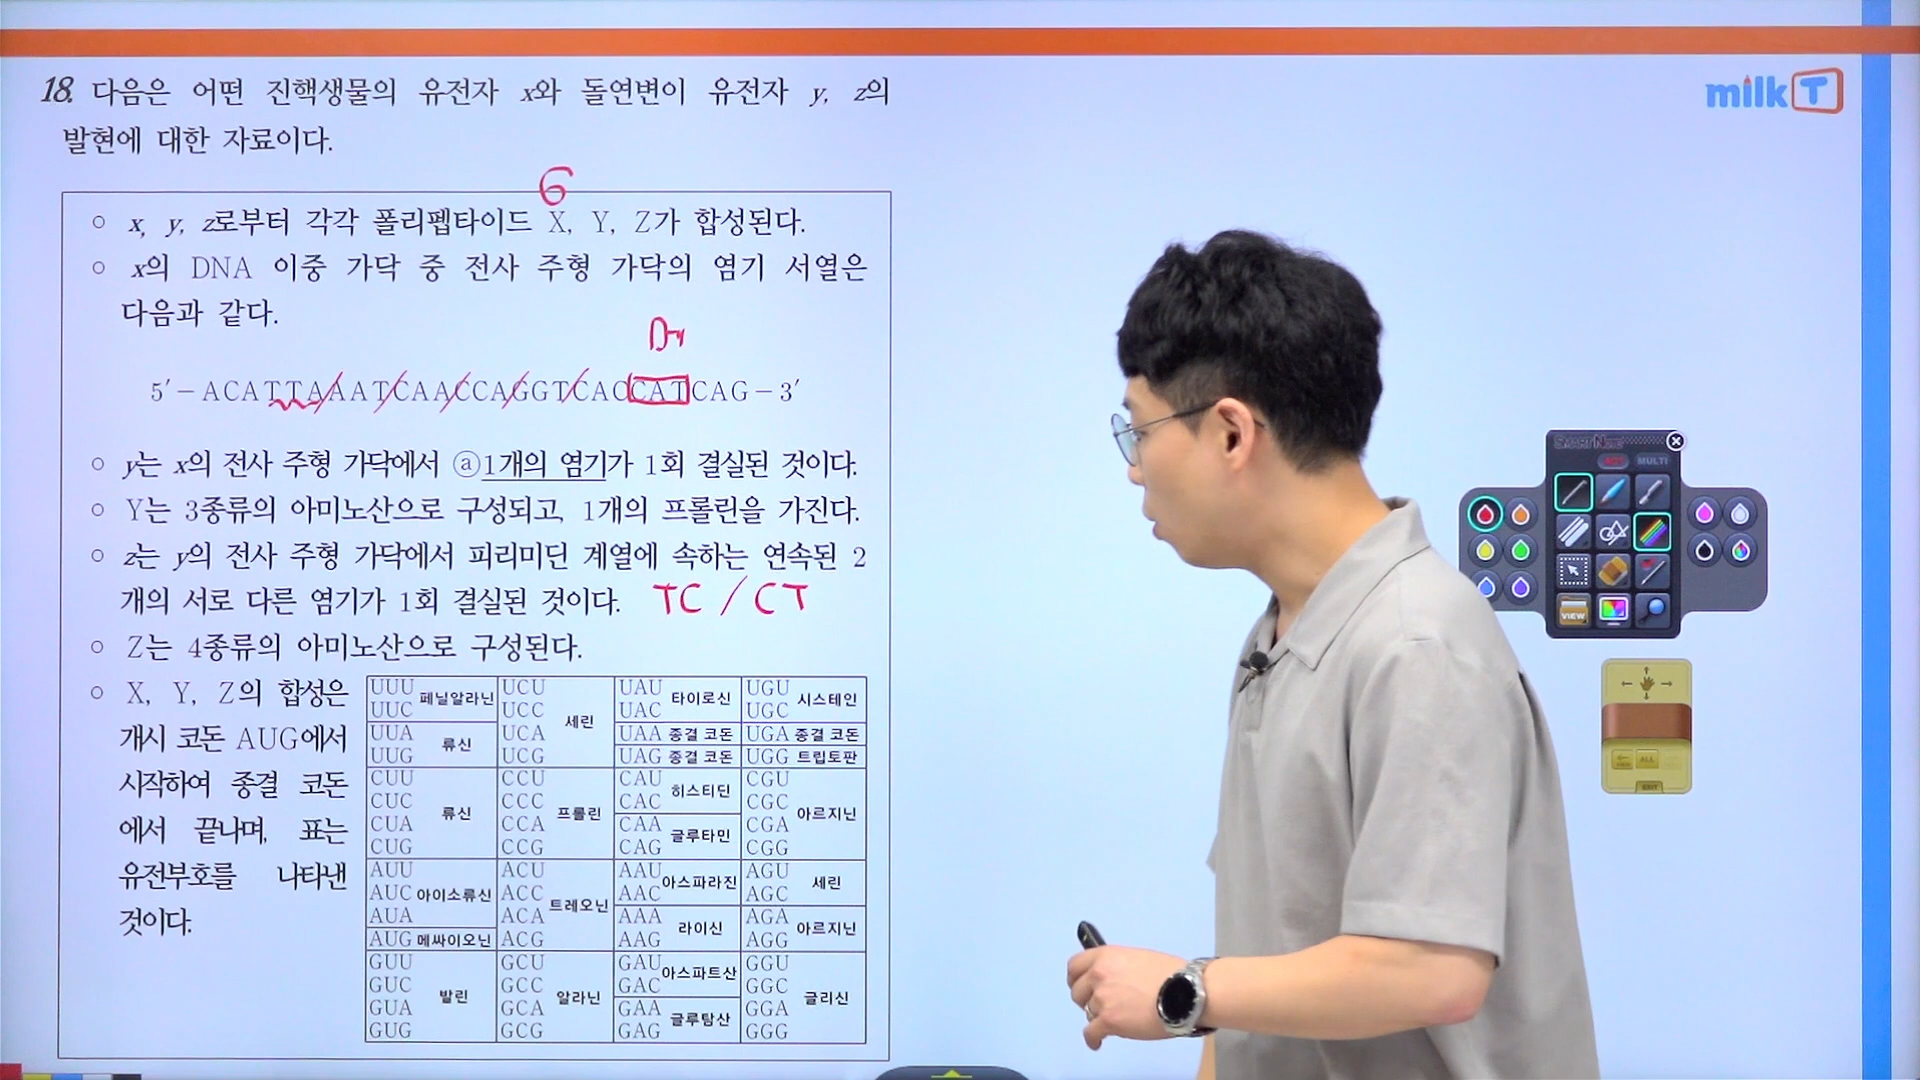 18. 다음은 어떤 진핵생물의 유전자 x와 돌연변이 유전자 y, z의
발현에 대한 자료이다.
6
○ x, y, z로부터 각각 폴리펩타이드 X, Y, Z가 합성된다.
○ x의 DNA 이중 가닥 중 전사 주형 가닥의 염기 서열은
다음과 같다.
5′-ACATTAAATCAACCAGGTCACCATCAG-3′
○ y는 x의 전사 주형 가닥에서 ⓐ1개의 염기가 1회 결실된 것이다.
○ Y는 3종류의 아미노산으로 구성되고, 1개의 프롤린을 가진다.
○ z는 y의 전사 주형 가닥에서 피리미딘 계열에 속하는 연속된 2
개의 서로 다른 염기가 1회 결실된 것이다. TC / CT
○ Z는 4종류의 아미노산으로 구성된다.
○ X, Y, Z의 합성은
개시 코돈 AUG에서
시작하여 종결 코돈
에서 끝나며, 표는
유전부호를 나타낸
것이다.
UUU UUC 페닐알라닌 UCU UCC UCA UCG 세린 UAU UAC 타이로신 UGU UGC 시스테인
UUA UUG 류신 UAA 종결 코돈 UGA 종결 코돈
UAG 종결 코돈 UGG 트립토판
CUU CUC CUA CUG 류신 CCU CCC CCA CCG 프롤린 CAU CAC 히스티딘 CGU CGC CGA CGG 아르지닌
CAA CAG 글루타민
AUU AUC AUA 아이소류신 ACU ACC ACA ACG 트레오닌 AAU AAC 아스파라진 AGU AGC 세린
AUG 메싸이오닌 AAA AAG 라이신 AGA AGG 아르지닌
GUU GUC GUA GUG 발린 GCU GCC GCA GCG 알라닌 GAU GAC 아스파트산 GGU GGC GGA GGG 글리신
GAA GAG 글루탐산
milk T
SMART NOTE
MULTI
VIEW
ALL
EXIT